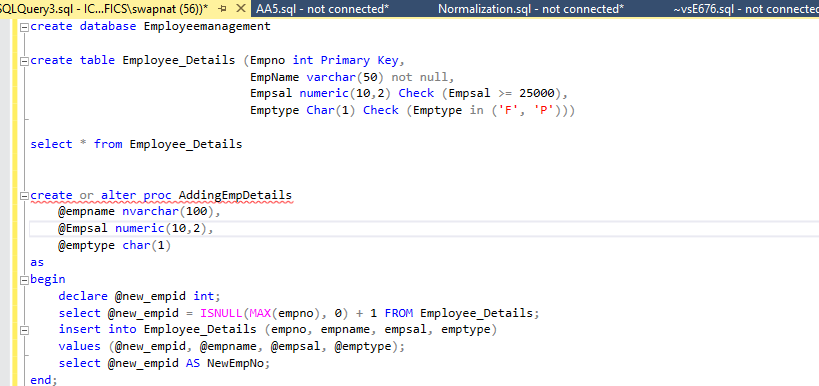 SQLQuery3.sql - IC...FICS\swapnat (56))* AA5.sql - not connected* Normalization.sql - not connected* ~vsE676.sql - not connected
create database Employeemanagement
create table Employee_Details (Empno int Primary Key,
EmpName varchar(50) not null,
Empsal numeric(10,2) Check (Empsal >= 25000),
Emptype Char(1) Check (Emptype in ('F', 'P')))
select * from Employee_Details
create or alter proc AddingEmpDetails
@empname nvarchar(100),
@Empsal numeric(10,2),
@emptype char(1)
as
begin
declare @new_empid int;
select @new_empid = ISNULL(MAX(empno), 0) + 1 FROM Employee_Details;
insert into Employee_Details (empno, empname, empsal, emptype)
values (@new_empid, @empname, @empsal, @emptype);
select @new_empid AS NewEmpNo;
end;